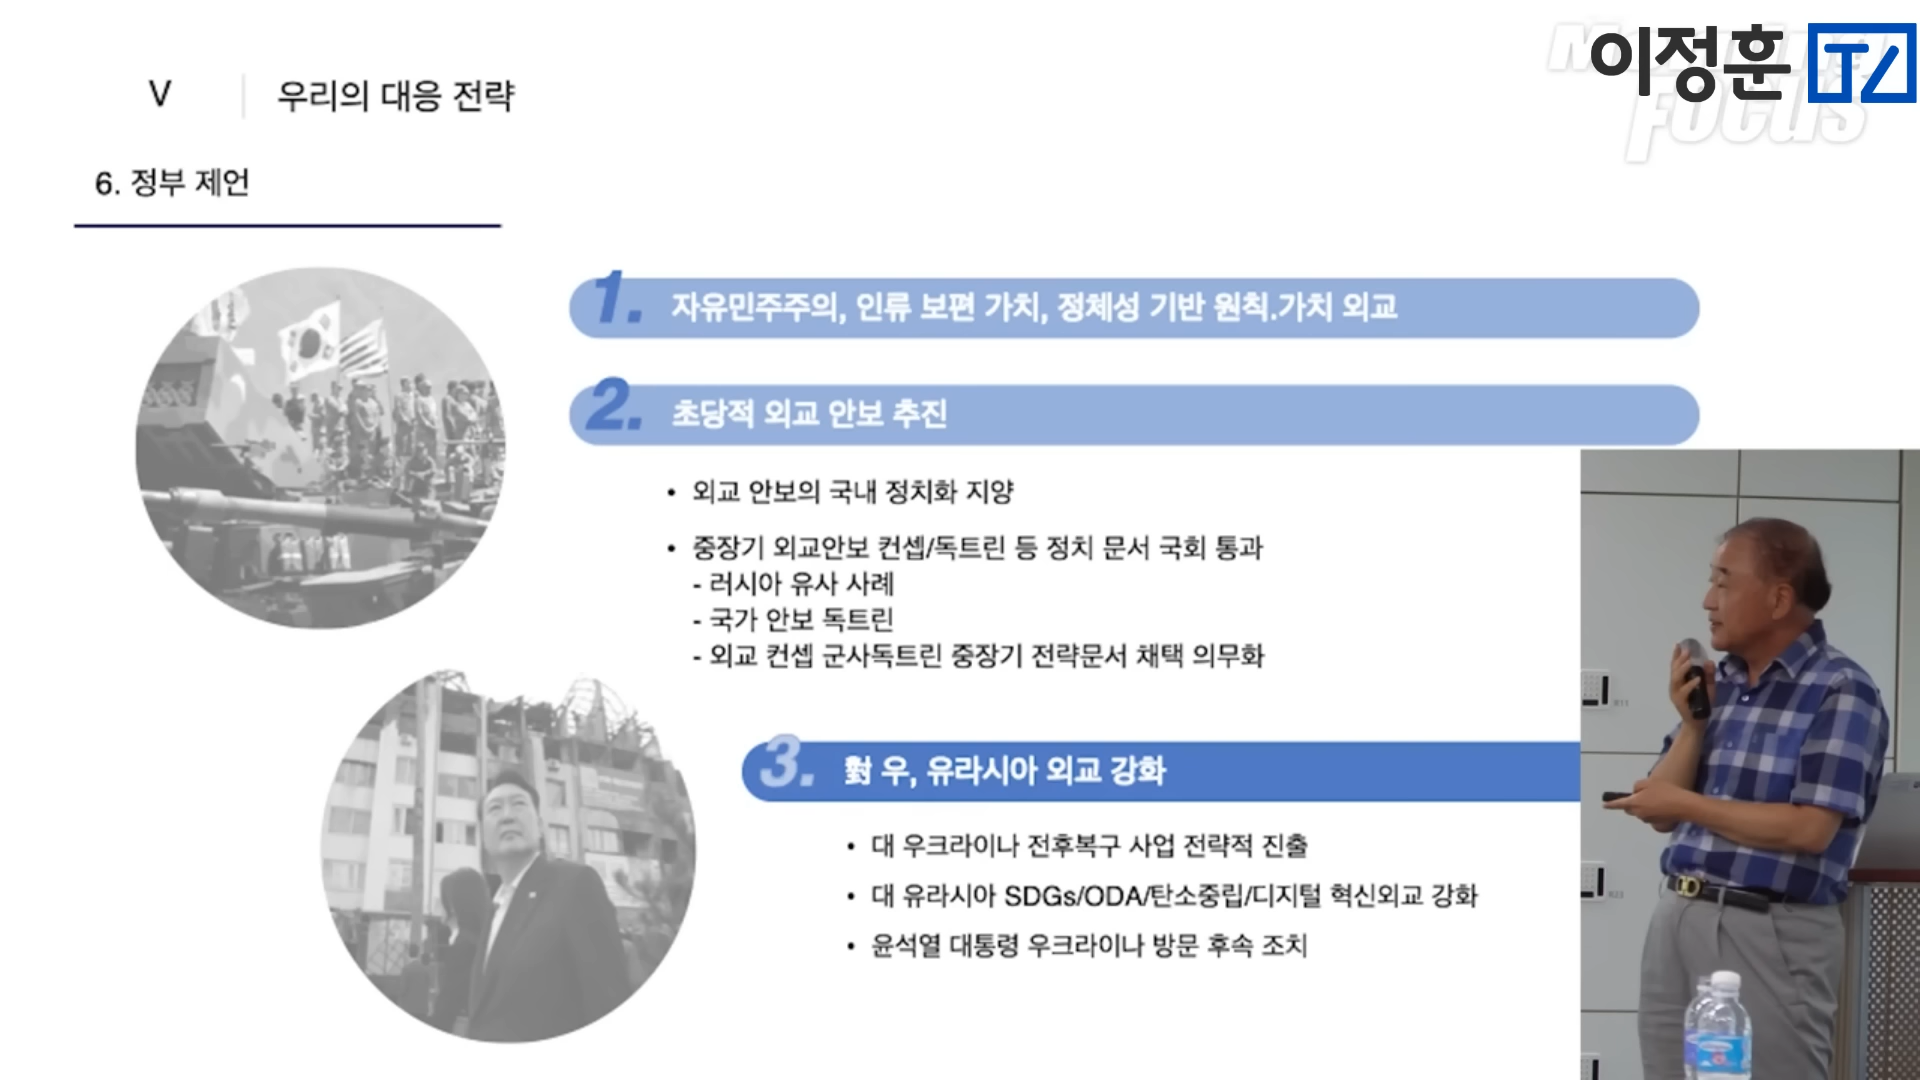 이정훈 TV
Focus
V 우리의 대응 전략
6. 정부 제언
1. 자유민주주의, 인류 보편 가치, 정체성 기반 원칙.가치 외교
2. 초당적 외교 안보 추진
• 외교 안보의 국내 정치화 지양
• 중장기 외교안보 컨셉/독트린 등 정치 문서 국회 통과
- 러시아 유사 사례
- 국가 안보 독트린
- 외교 컨셉 군사독트린 중장기 전략문서 채택 의무화
3. 對 우, 유라시아 외교 강화
• 대 우크라이나 전후복구 사업 전략적 진출
• 대 유라시아 SDGs/ODA/탄소중립/디지털 혁신외교 강화
• 윤석열 대통령 우크라이나 방문 후속 조치